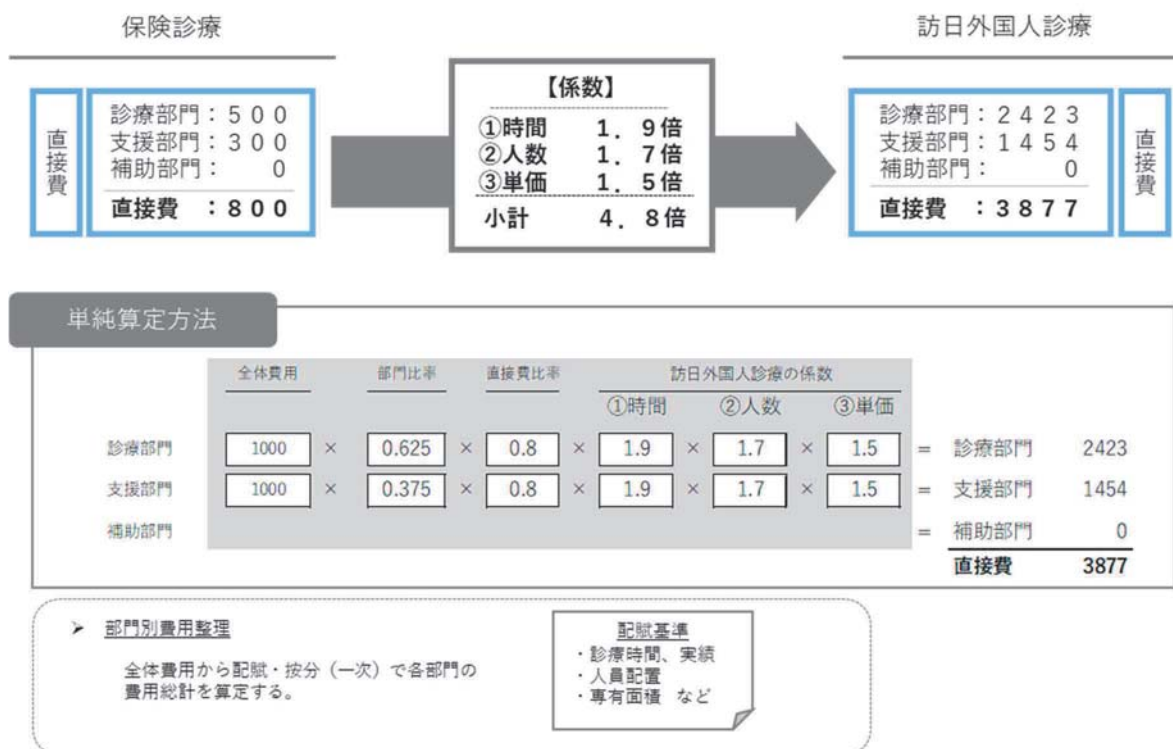 保険診療
訪日外国人診療
直接費
診療部門：５００
支援部門：３００
補助部門：　　０
直接費　：８００
【係数】
①時間　１．９倍
②人数　１．７倍
③単価　１．５倍
小計　４．８倍
診療部門：２４２３
支援部門：１４５４
補助部門：　　　０
直接費　：３８７７
直接費
単純算定方法
全体費用 部門比率 直接費比率 訪日外国人診療の係数
①時間 ②人数 ③単価
診療部門 1000 × 0.625 × 0.8 × 1.9 × 1.7 × 1.5 = 診療部門 2423
支援部門 1000 × 0.375 × 0.8 × 1.9 × 1.7 × 1.5 = 支援部門 1454
補助部門 = 補助部門 0
直接費 3877
➤ 部門別費用整理
全体費用から配賦・按分（一次）で各部門の
費用総計を算定する。
配賦基準
・診療時間、実績
・人員配置
・専有面積　など